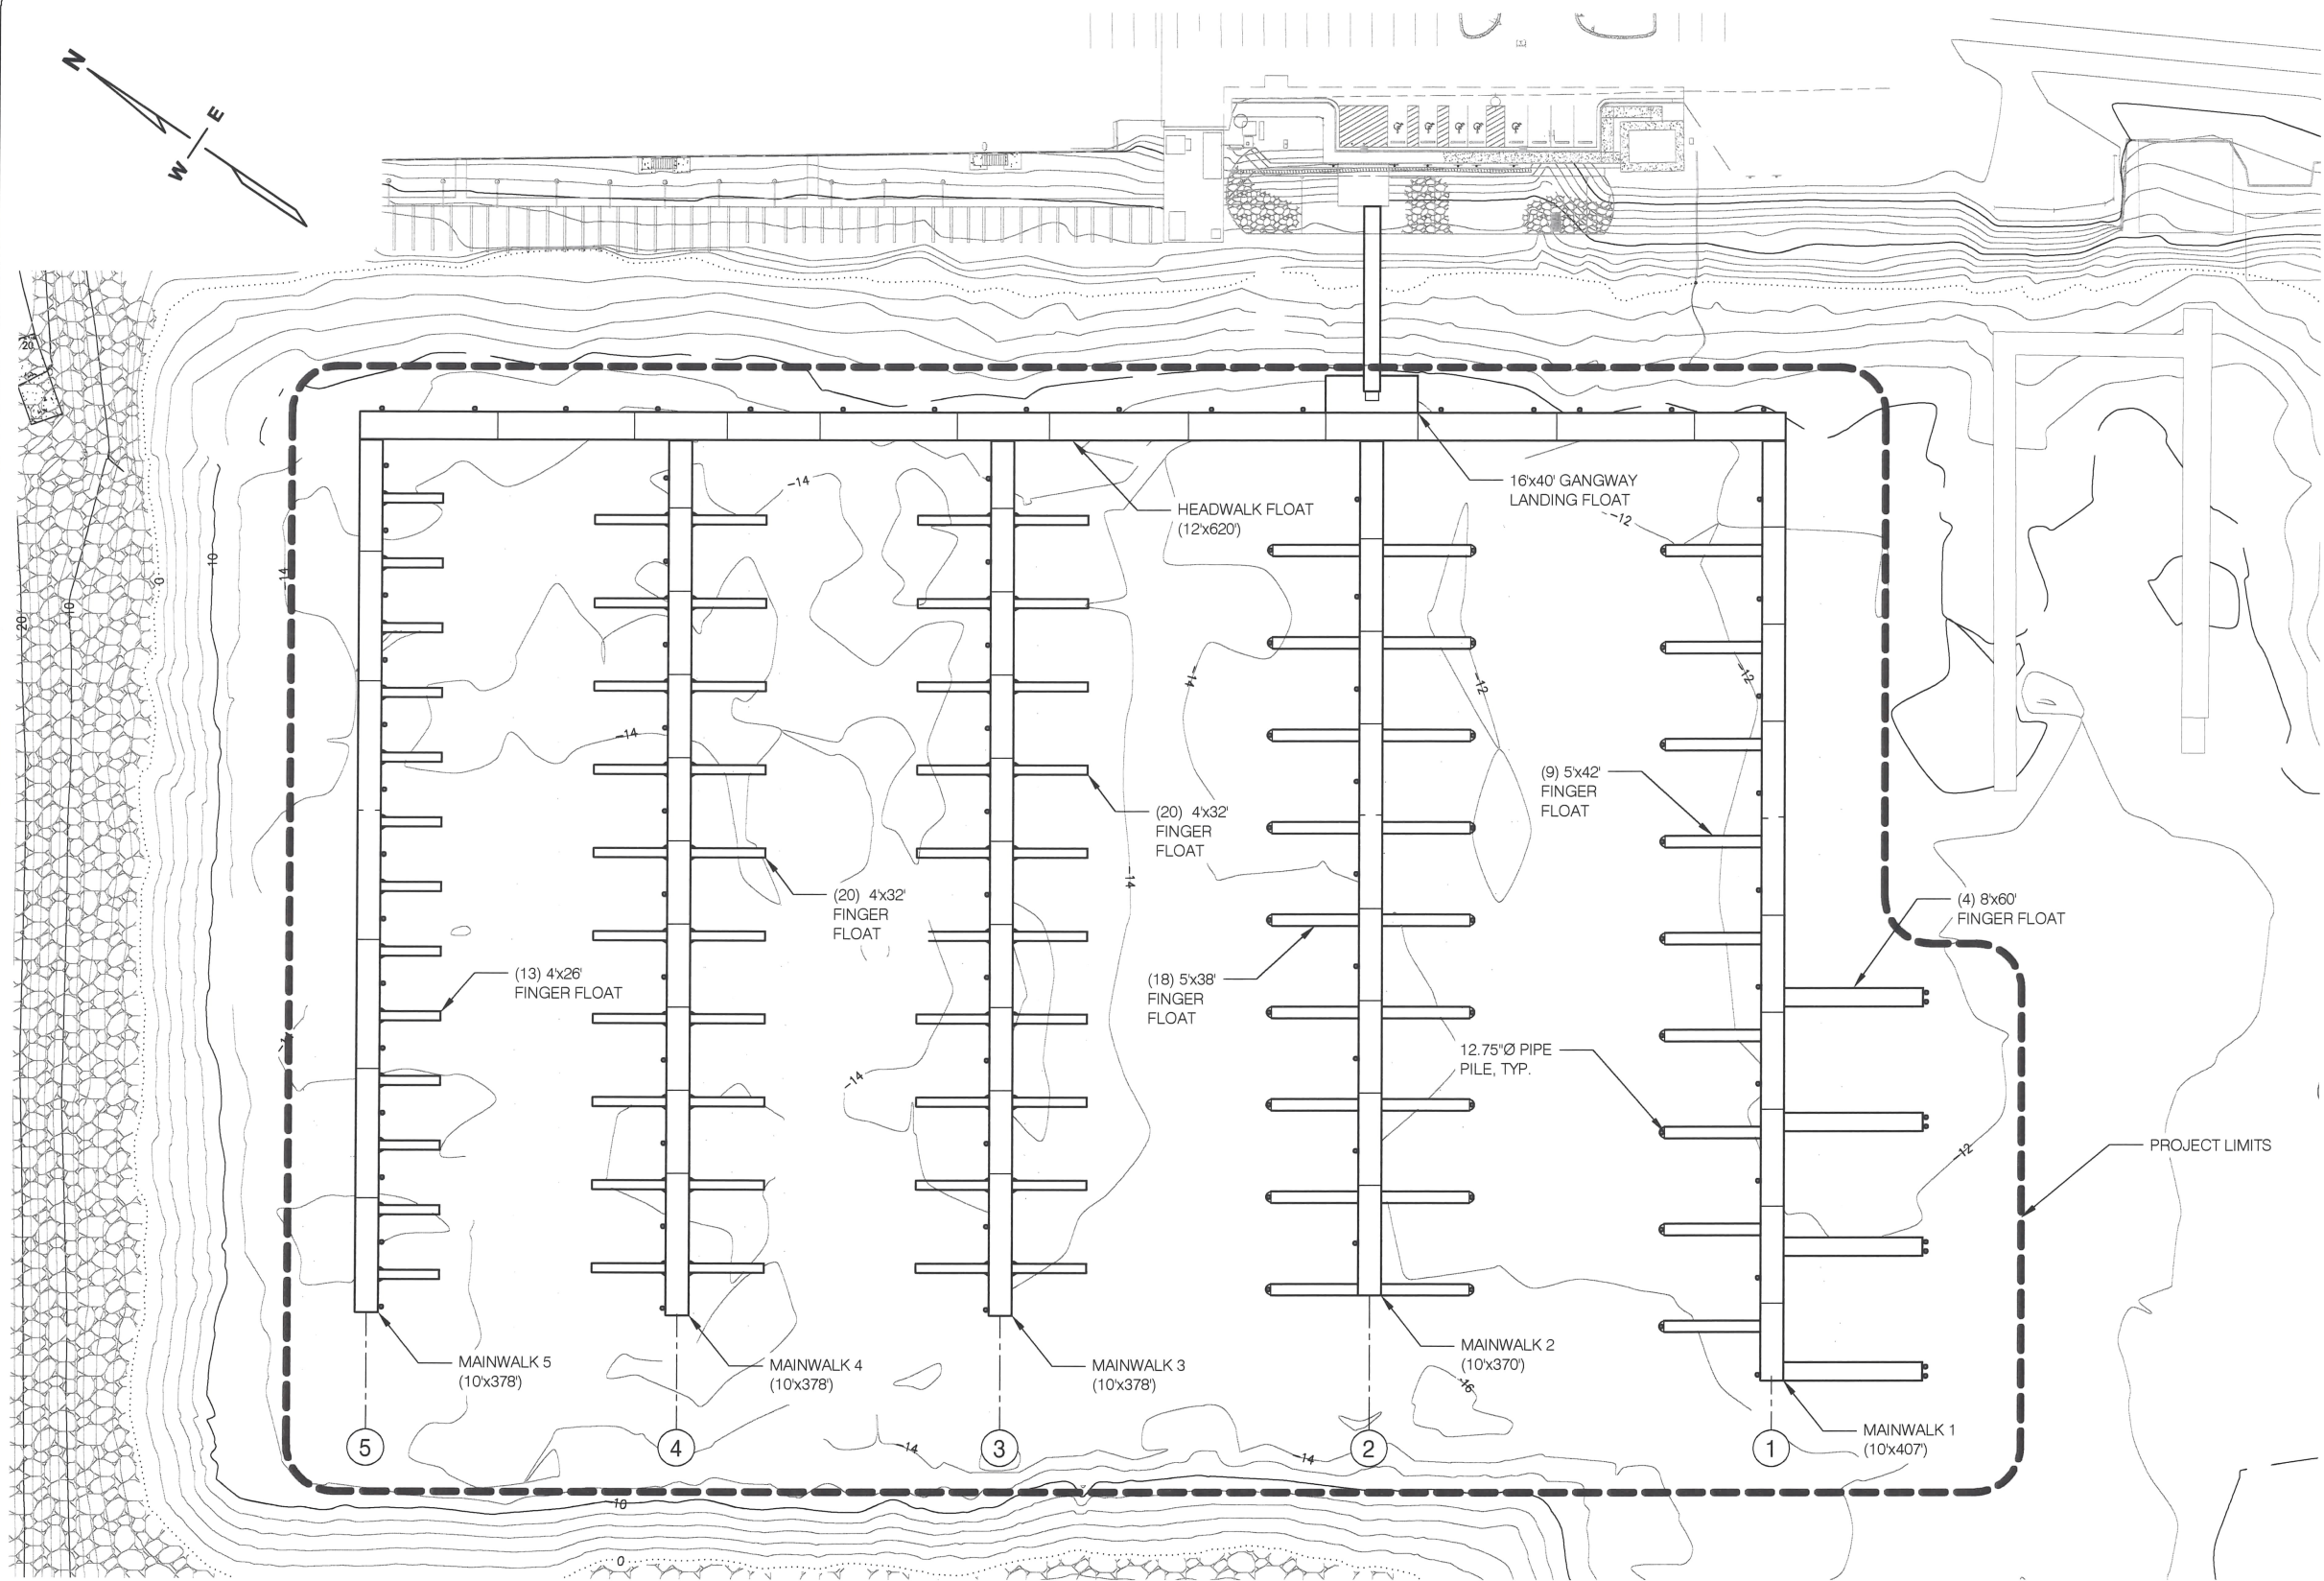 N
E
W
20
16'x40' GANGWAY
LANDING FLOAT
-14
HEADWALK FLOAT
(12'x620')
-12
-10
-14
0
10
20
-14
-12
-12
-14
(9) 5'x42'
FINGER
FLOAT
(20) 4'x32'
FINGER
FLOAT
-14
(20) 4'x32'
FINGER
FLOAT
(4) 8'x60'
FINGER FLOAT
(13) 4'x26'
FINGER FLOAT
(18) 5'x38'
FINGER
FLOAT
12.75"Ø PIPE
PILE, TYP.
-14
-14
-12
PROJECT LIMITS
MAINWALK 5
(10'x378')
MAINWALK 4
(10'x378')
MAINWALK 3
(10'x378')
MAINWALK 2
(10'x370')
-16
MAINWALK 1
(10'x407')
5
4
3
2
1
-14
-14
-10
0